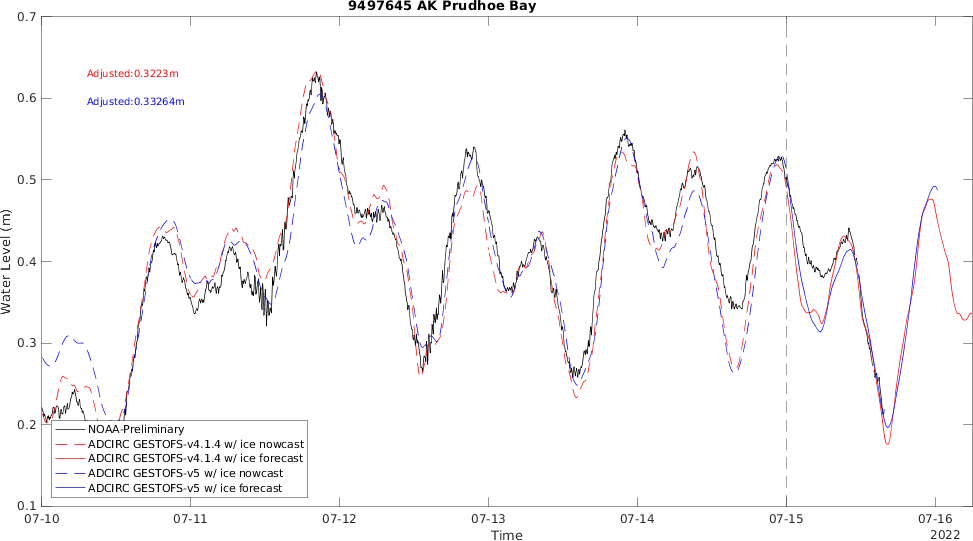 9497645 AK Prudhoe Bay
0.7
0.6
0.5
0.4
0.3
0.2
0.1
Water Level (m)
Adjusted:0.3223m
Adjusted:0.33264m
NOAA-Preliminary
ADCIRC GESTOFS-v4.1.4 w/ ice nowcast
ADCIRC GESTOFS-v4.1.4 w/ ice forecast
ADCIRC GESTOFS-v5 w/ ice nowcast
ADCIRC GESTOFS-v5 w/ ice forecast
07-10 07-11 07-12 07-13 07-14 07-15 07-16
Time
2022